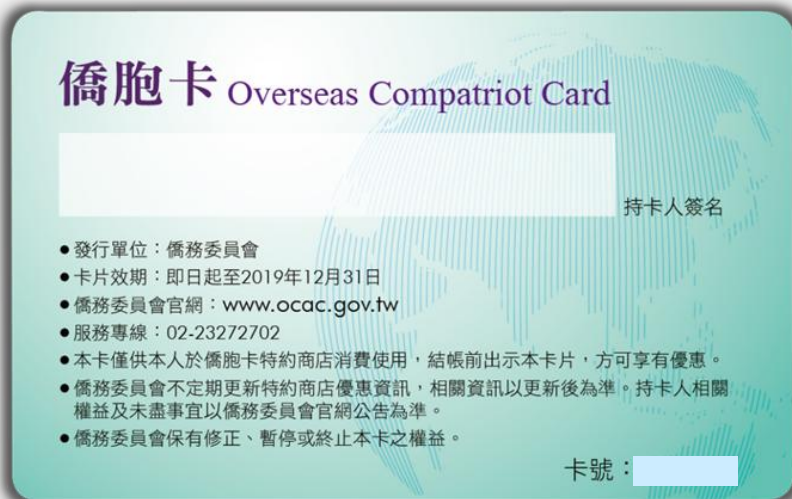 僑胞卡 Overseas Compatriot Card
持卡人簽名
●發行單位：僑務委員會
●卡片效期：即日起至2019年12月31日
●僑務委員會官網：www.ocac.gov.tw
●服務專線：02-23272702
●本卡僅供本人於僑胞卡特約商店消費使用，結帳前出示本卡片，方可享有優惠。
●僑務委員會不定期更新特約商店優惠資訊，相關資訊以更新後為準。持卡人相關
權益及未盡事宜以僑務委員會官網公告為準。
●僑務委員會保有修正、暫停或終止本卡之權益。
卡號：